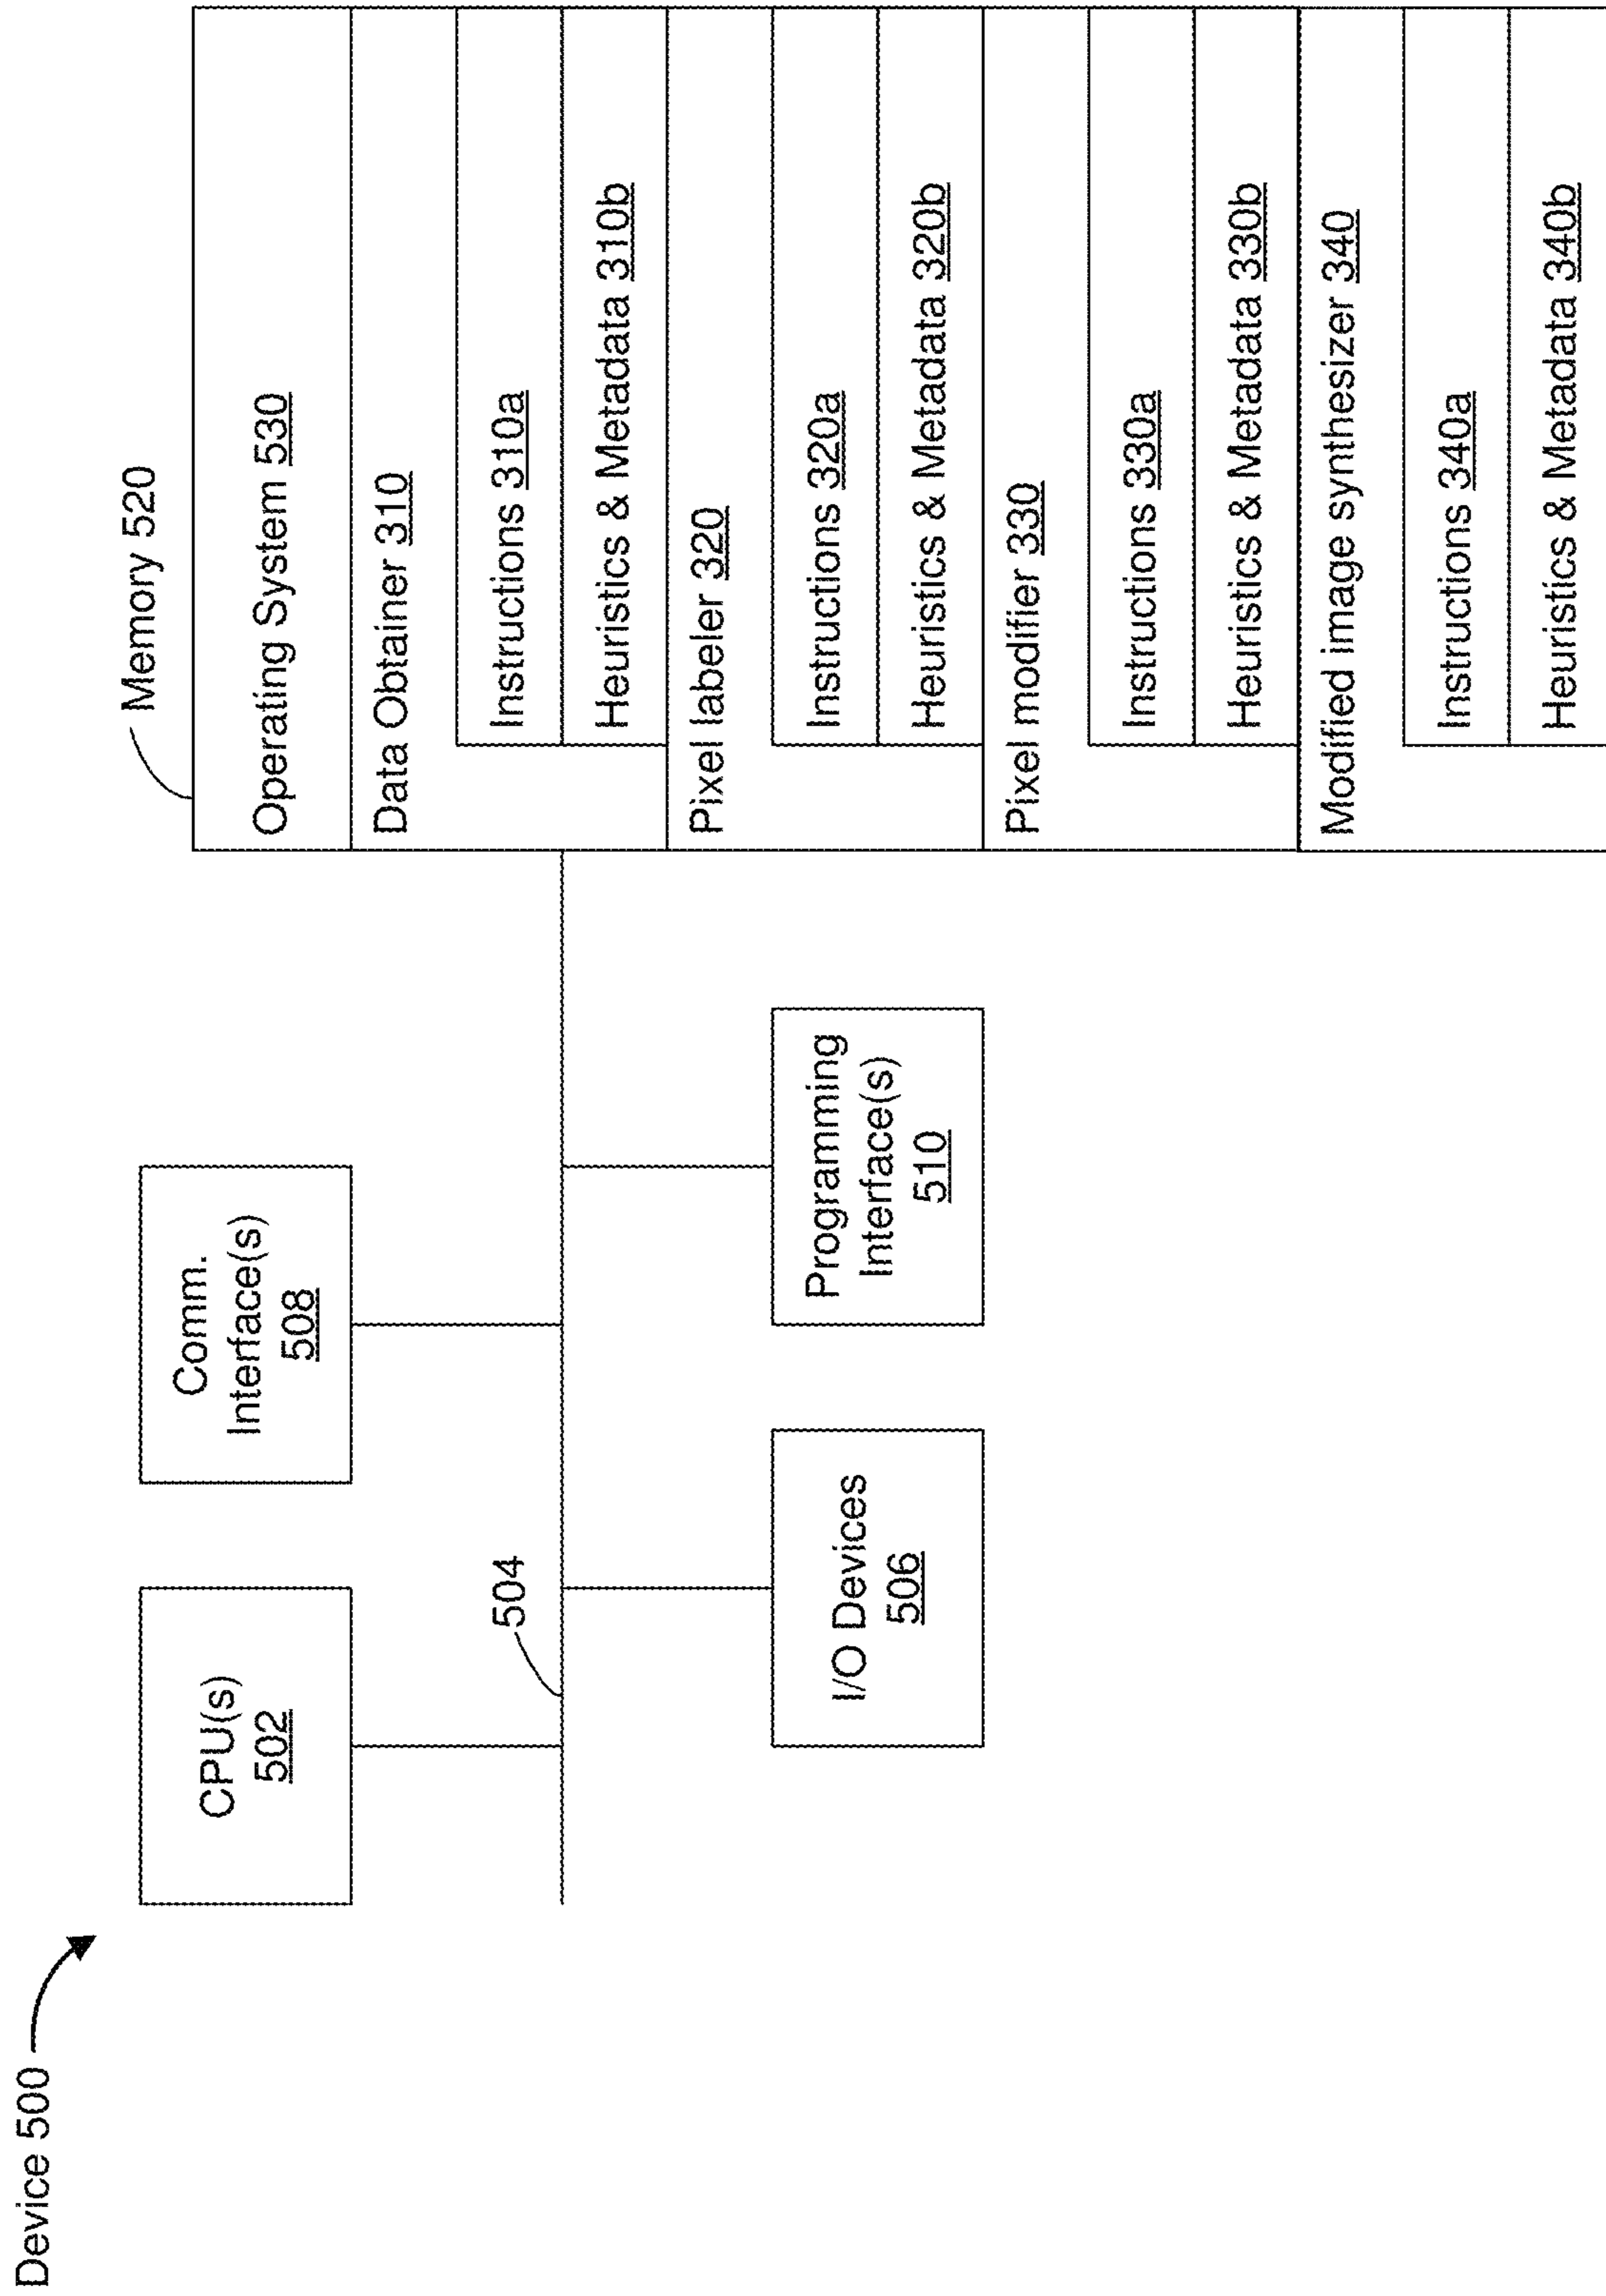 Device 500
CPU(s)
502
Comm.
Interface(s)
508
504
I/O Devices
506
Programming
Interface(s)
510
Memory 520
Operating System 530
Data Obtainer 310
Instructions 310a
Heuristics & Metadata 310b
Pixel labeler 320
Instructions 320a
Heuristics & Metadata 320b
Pixel modifier 330
Instructions 330a
Heuristics & Metadata 330b
Modified image synthesizer 340
Instructions 340a
Heuristics & Metadata 340b